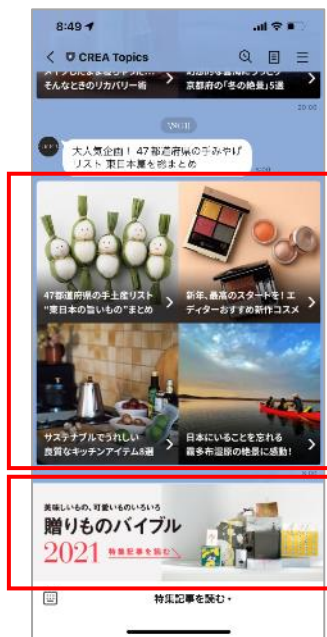 8:49
CREA Topics
そんなときのリカバリー術
京都府の「冬の絶景」5選
大人気企画！ 47都道府県の手みやげ
リスト 東日本篇を総まとめ
47都道府県の手土産リスト
“東日本の旨いもの”まとめ
新年、最高のスタートを！エ
ディターおすすめ新作コスメ
サステナブルでうれしい
良質なキッチンアイテム8選
日本にいることを忘れる
霧多布湿原の絶景に感動！
美味しいもの、可愛いものいろいろ
贈りものバイブル
2021 特集記事を読む
特集記事を読む